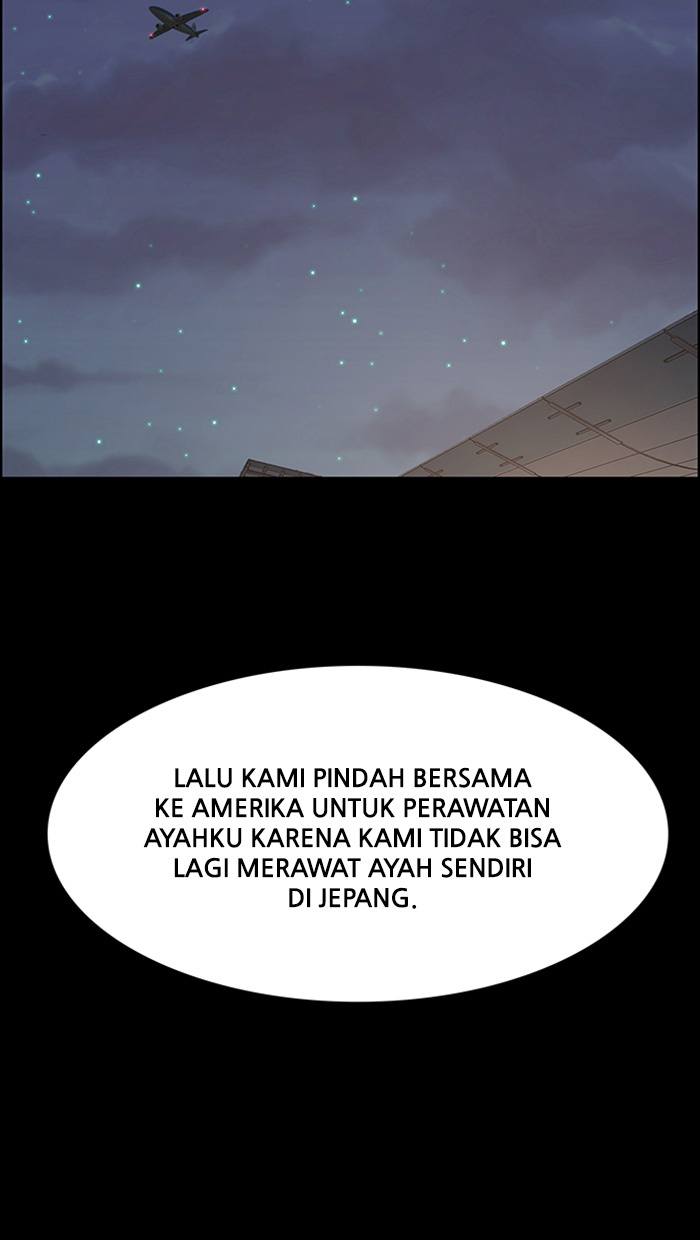 LALU KAMI PINDAH BERSAMA
KE AMERIKA UNTUK PERAWATAN
AYAHKU KARENA KAMI TIDAK BISA
LAGI MERAWAT AYAH SENDIRI
DI JEPANG.